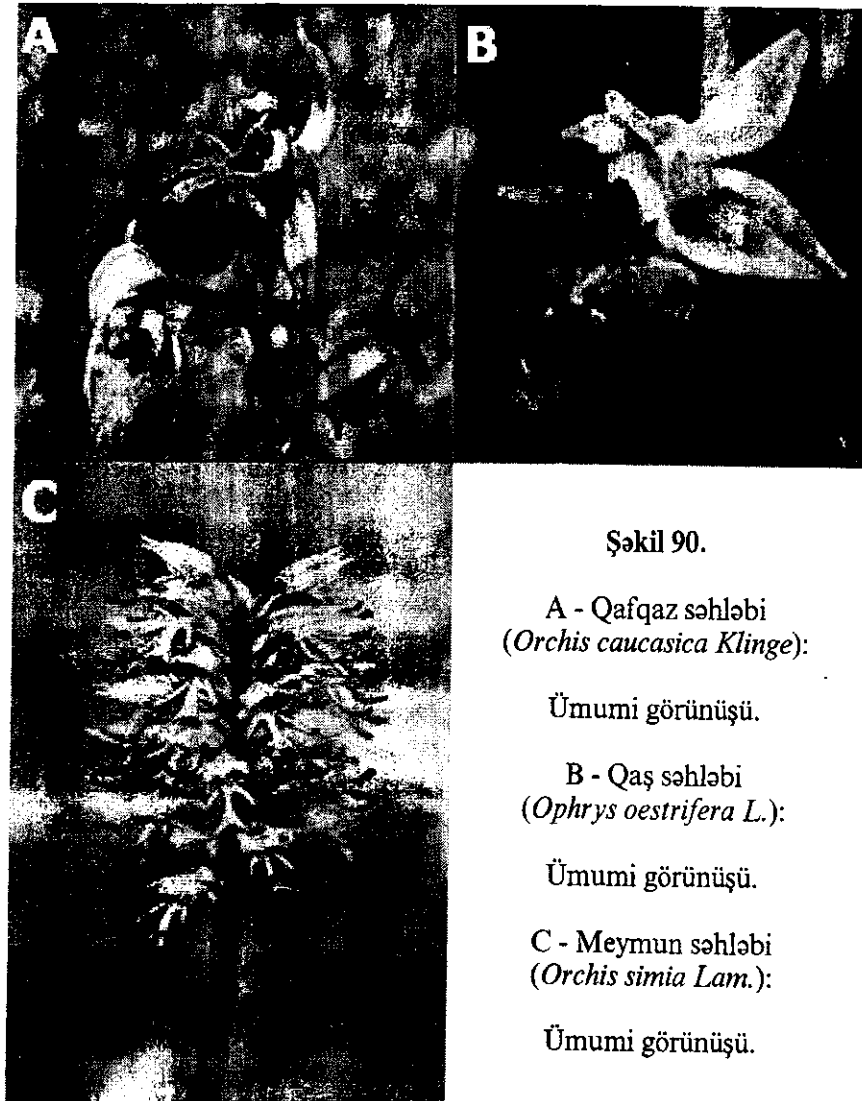 A
B
C
Şəkil 90.
A - Qafqaz səhləbi
(Orchis caucasica Klinge):
Ümumi görünüşü.
B - Qaş səhləbi
(Ophrys oestrifera L.):
Ümumi görünüşü.
C - Meymun səhləbi
(Orchis simia Lam.):
Ümumi görünüşü.